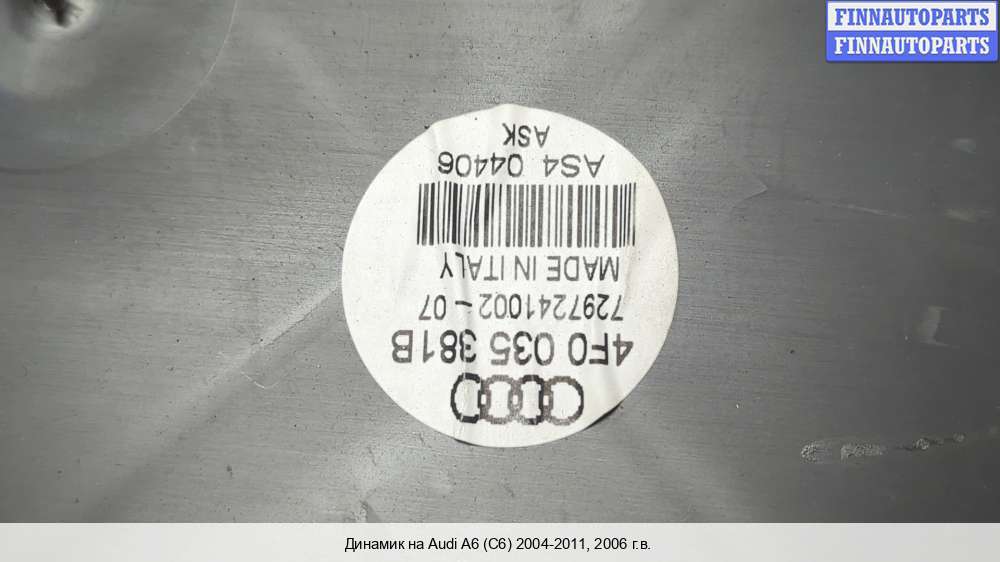 FINNAUTOPARTS
FINNAUTOPARTS
4F0 035 381B
7297241002-07
MADE IN ITALY
AS4 04406
ASK
Динамик на Audi A6 (C6) 2004-2011, 2006 г.в.